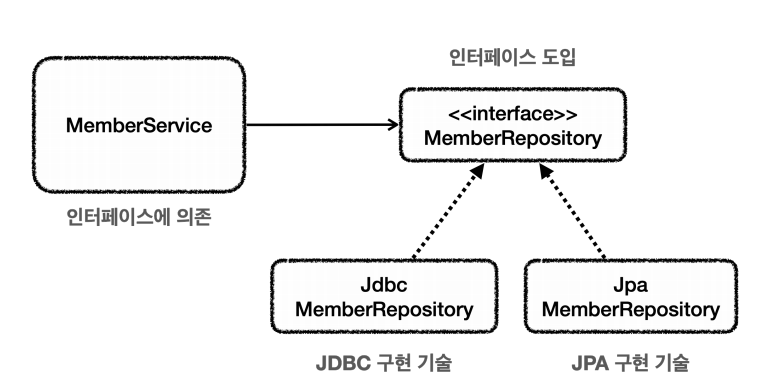 인터페이스 도입
MemberService
<<interface>>
MemberRepository
인터페이스에 의존
Jdbc
MemberRepository
Jpa
MemberRepository
JDBC 구현 기술
JPA 구현 기술